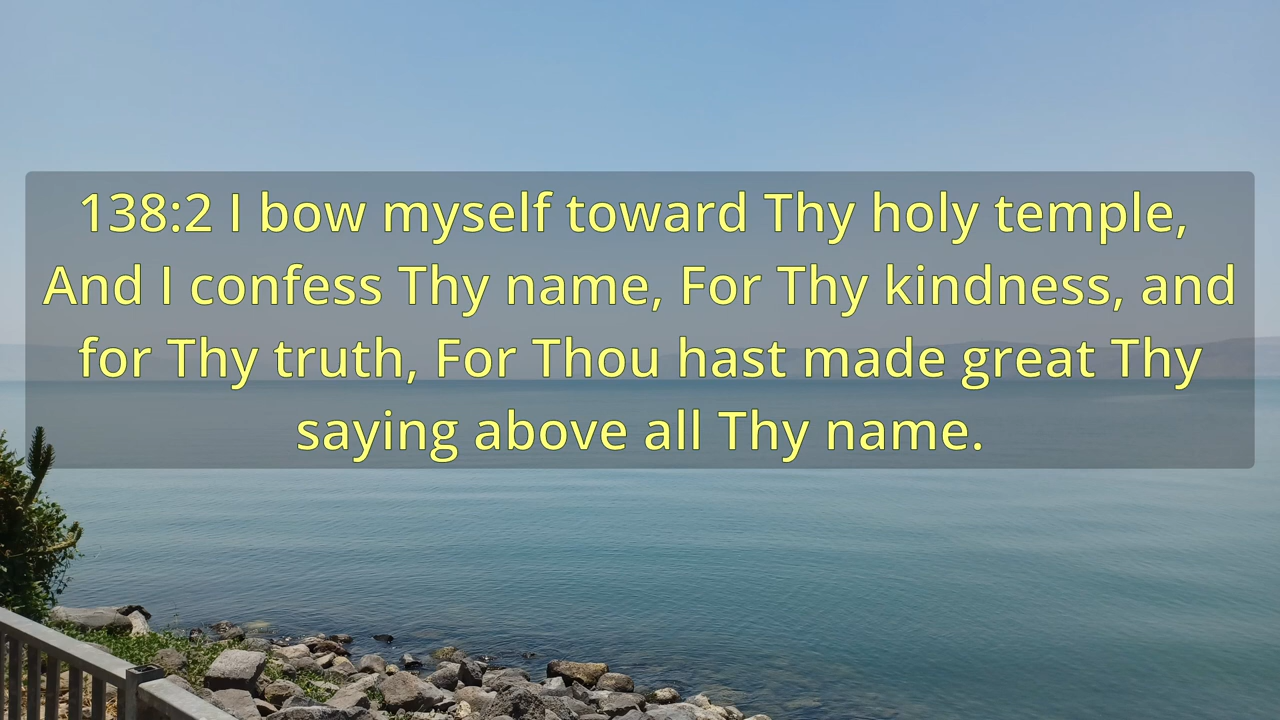 138:2 I bow myself toward Thy holy temple,
And I confess Thy name, For Thy kindness, and
for Thy truth, For Thou hast made great Thy
saying above all Thy name.